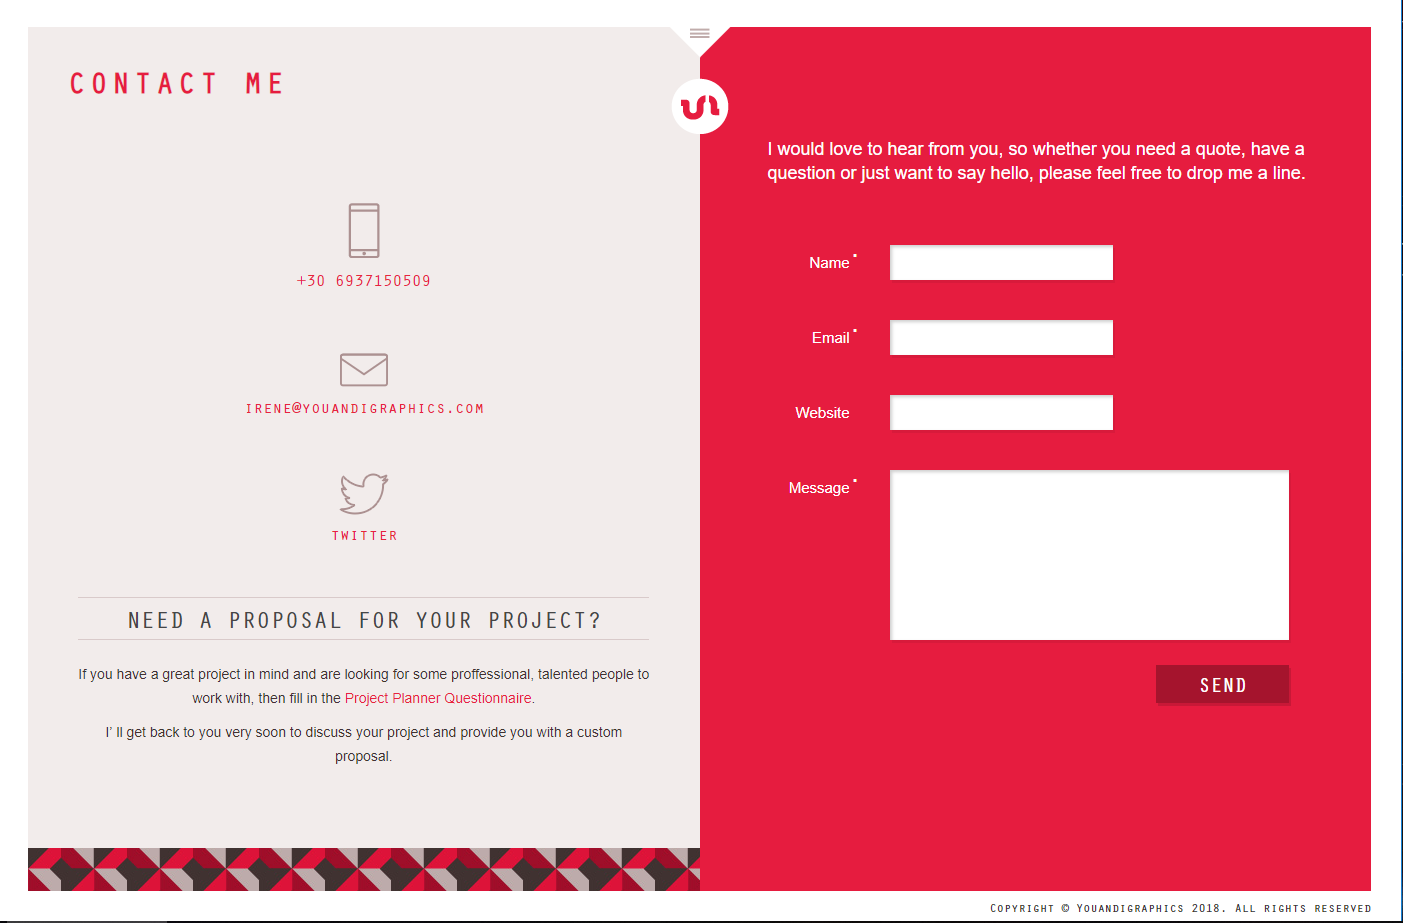 CONTACT ME
+30 6937150509
IRENE@YOUANDIGRAPHICS.COM
TWITTER
NEED A PROPOSAL FOR YOUR PROJECT?
If you have a great project in mind and are looking for some proffessional, talented people to
work with, then fill in the Project Planner Questionnaire.
I' ll get back to you very soon to discuss your project and provide you with a custom
proposal.
I would love to hear from you, so whether you need a quote, have a
question or just want to say hello, please feel free to drop me a line.
Name *
Email *
Website
Message *
SEND
Copyright © Youandigraphics 2018. All rights reserved